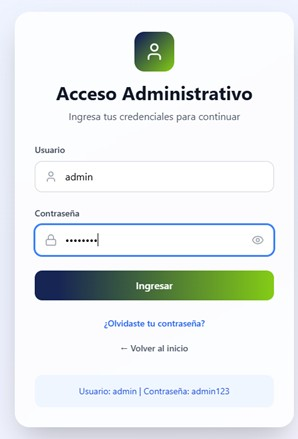 Acceso Administrativo
Ingresa tus credenciales para continuar
Usuario
admin
Contraseña
••••••••
Ingresar
¿Olvidaste tu contraseña?
← Volver al inicio
Usuario: admin | Contraseña: admin123